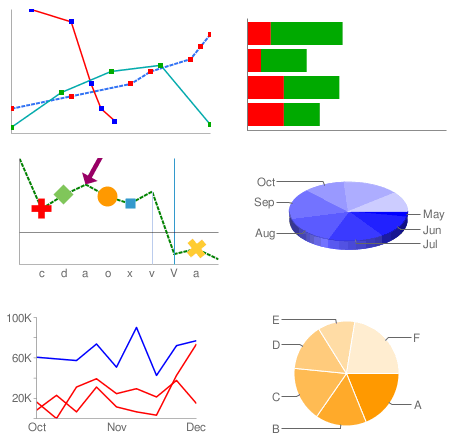 c d a o x v V a
Oct
Sep
Aug
May
Jun
Jul
100K
60K
20K
Oct Nov Dec
E
D
C
B
F
A